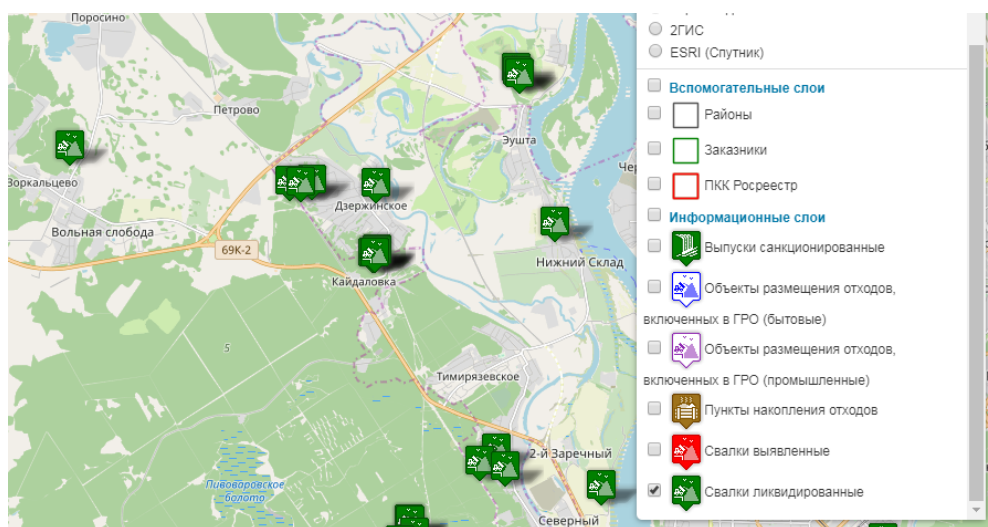 Поросино
Петрово
Эушта
Зоркальцево
Дзержинское
Вольная слобода
69К-2
Нижний Склад
Кайдаловка
5
Тимирязевское
2-й Заречный
Пивоваровское
болото
Северный
2ГИС
ESRI (Спутник)
Вспомогательные слои
Районы
Заказники
ПКК Росреестр
Информационные слои
Выпуски санкционированные
Объекты размещения отходов,
включенных в ГРО (бытовые)
Объекты размещения отходов,
включенных в ГРО (промышленные)
Пункты накопления отходов
Свалки выявленные
Свалки ликвидированные